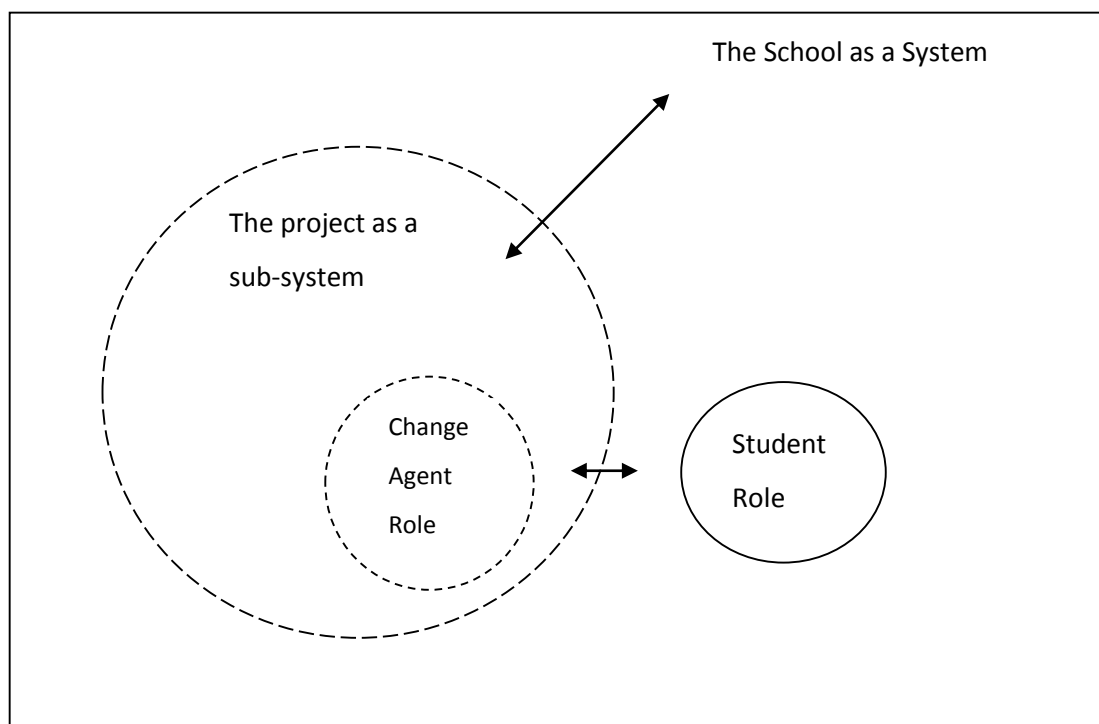 The School as a System
The project as a
sub-system
Change
Agent
Role
Student
Role